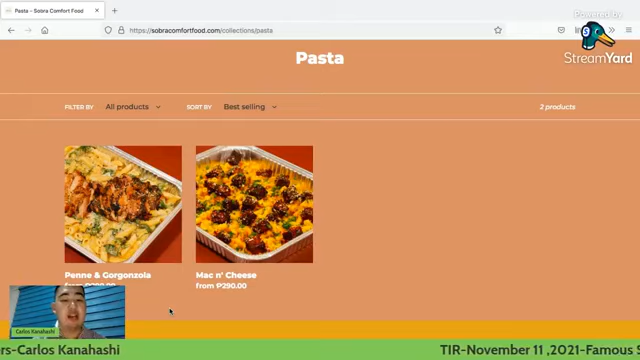 Pasta - Sobra Comfort Food
https://sobracomfortfood.com/collections/pasta
Powered by
StreamYard
Pasta
FILTER BY All products SORT BY Best selling 2 products
Penne & Gorgonzola
Mac n' Cheese
from
from ₱290.00
Carlos Kanahashi
rs-Carlos Kanahashi TIR-November 11 ,2021-Famous